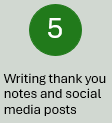 5
Writing thank you
notes and social
media posts